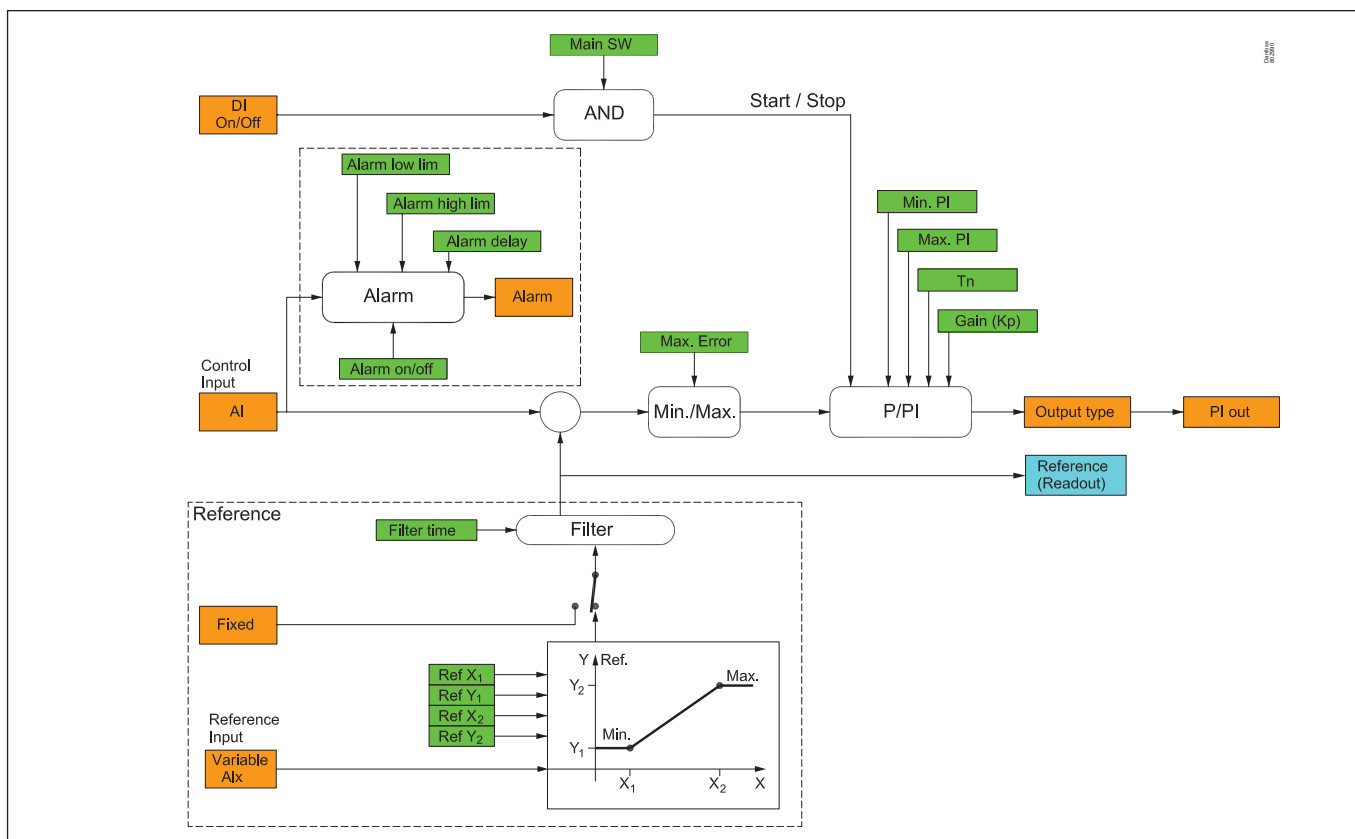 Main SW
Danfoss
802990
DI
On/Off
AND
Start / Stop
Alarm low lim
Alarm high lim
Alarm delay
Alarm
Alarm
Alarm on/off
Min. PI
Max. PI
Tn
Gain (Kp)
Max. Error
Control
Input
AI
Min./Max.
P/PI
Output type
PI out
Reference
(Readout)
Reference
Filter time
Filter
Fixed
Ref X₁
Ref Y₁
Ref X₂
Ref Y₂
Y Ref.
Y₂
Max.
Min.
Y₁
X₁
X₂
X
Reference
Input
Variable
AIx